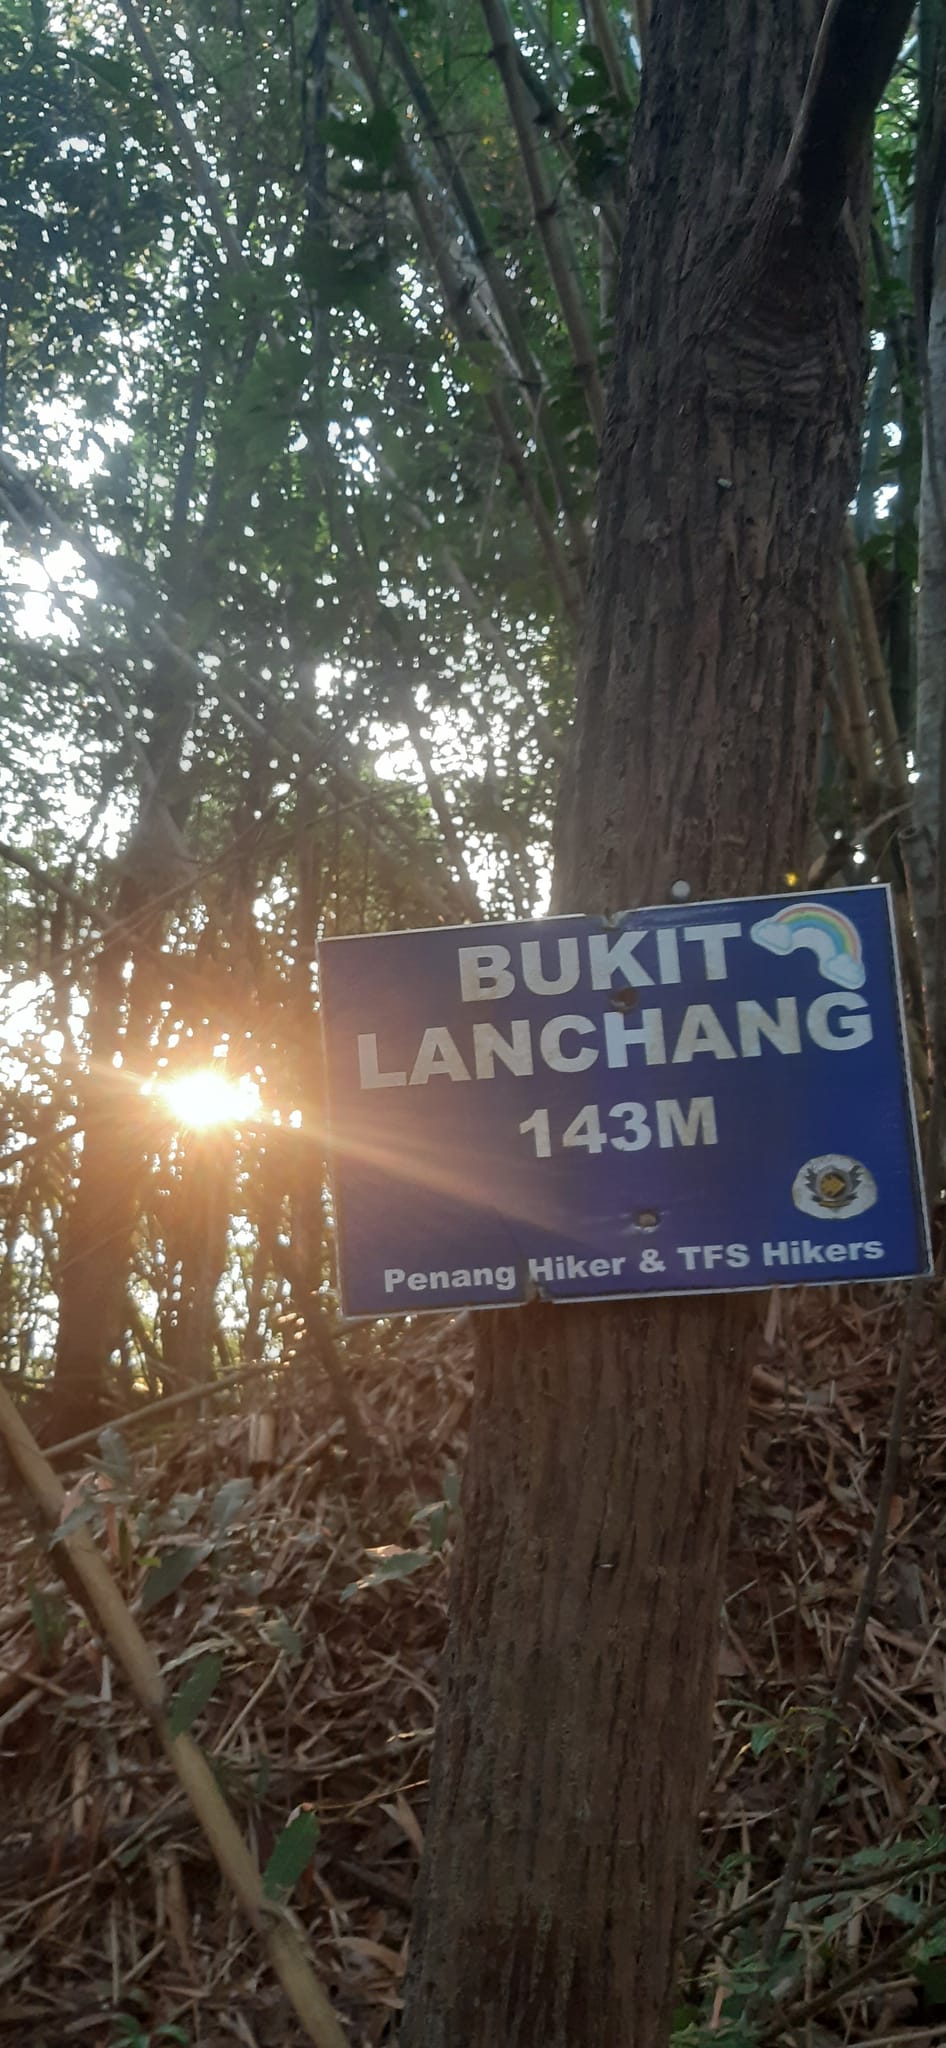 BUKIT
LANCHANG
143M
Penang Hiker & TFS Hikers